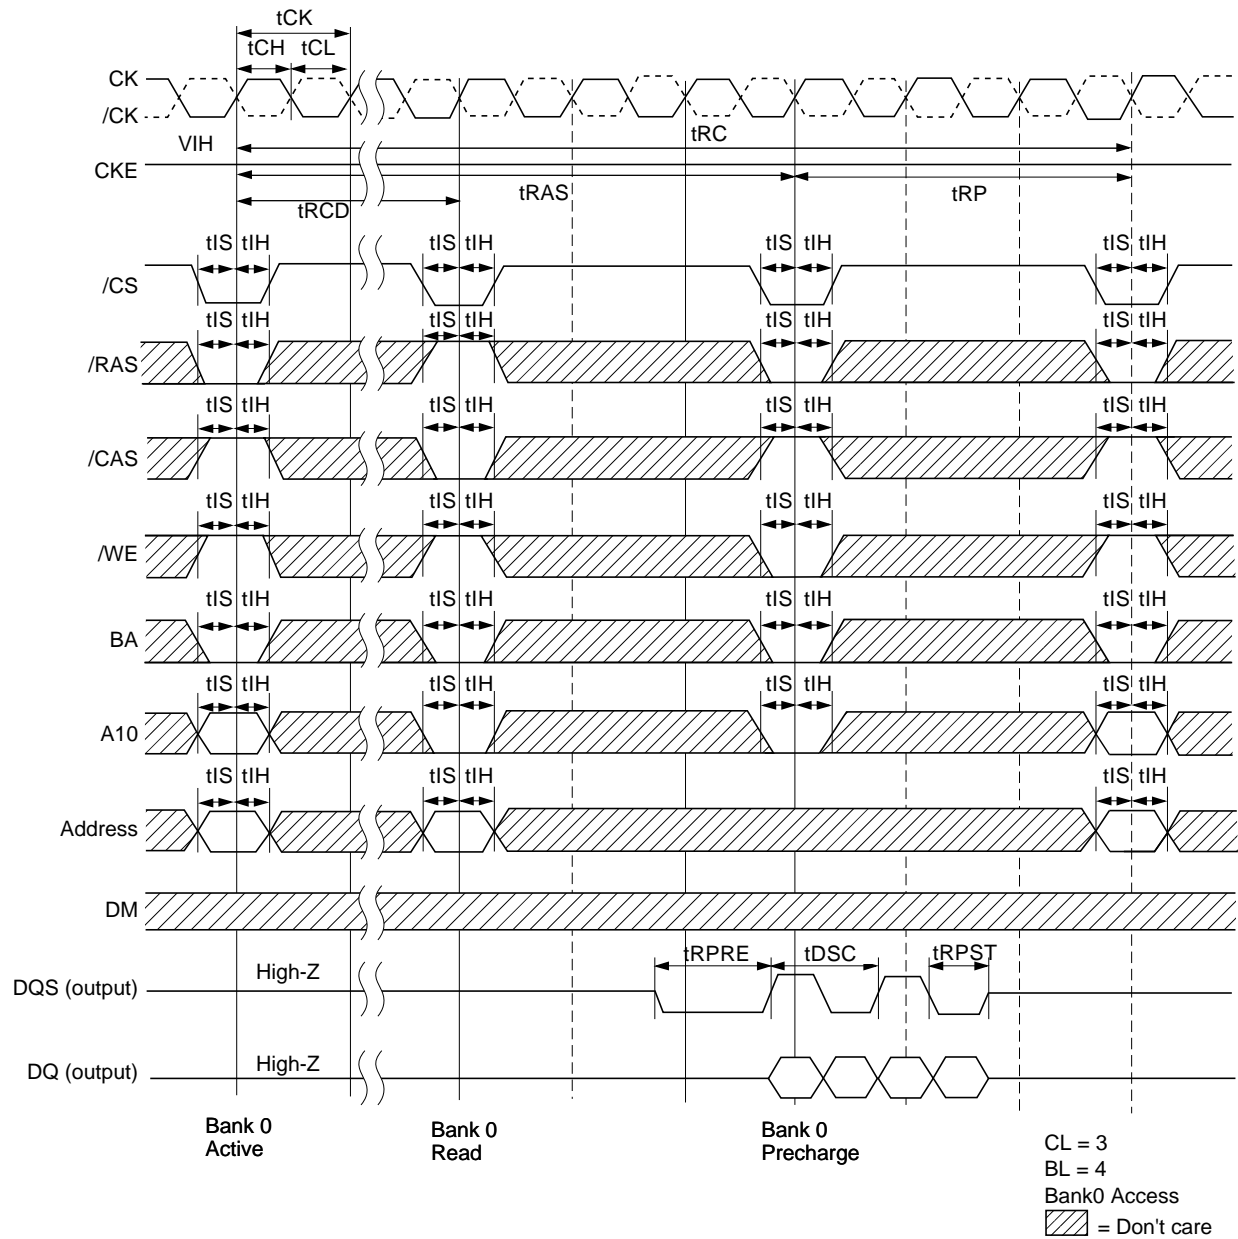 tCK
tCH tCL
CK
/CK
VIH
tRC
CKE
tRAS
tRP
tRCD
tIS tIH tIS tIH tIS tIH tIS tIH
/CS
tIS tIH tIS tIH tIS tIH tIS tIH
/RAS
tIS tIH tIS tIH tIS tIH tIS tIH
/CAS
tIS tIH tIS tIH tIS tIH tIS tIH
/WE
tIS tIH tIS tIH tIS tIH tIS tIH
BA
tIS tIH tIS tIH tIS tIH tIS tIH
A10
tIS tIH tIS tIH tIS tIH
Address
DM
tRPRE tDSC tRPST
High-Z
DQS (output)
High-Z
DQ (output)
Bank 0
Active
Bank 0
Read
Bank 0
Precharge
CL = 3
BL = 4
Bank0 Access
= Don't care